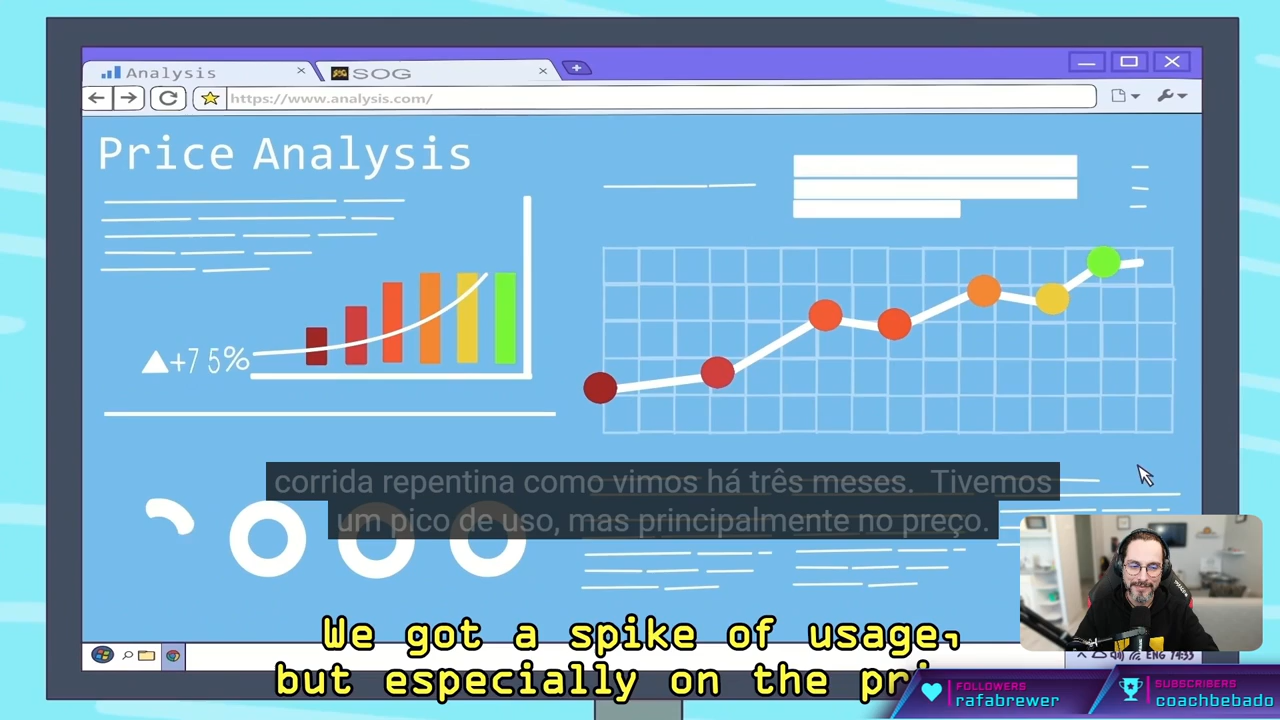 Analysis
SOG
https://www.analysis.com/
Price Analysis
+75%
corrida repentina como vimos há três meses. Tivemos
um pico de uso, mas principalmente no preço.
We got a spike of usage,
but especially on the
ENG
FOLLOWERS
rafabrewer
SUBSCRIBERS
coachbebado